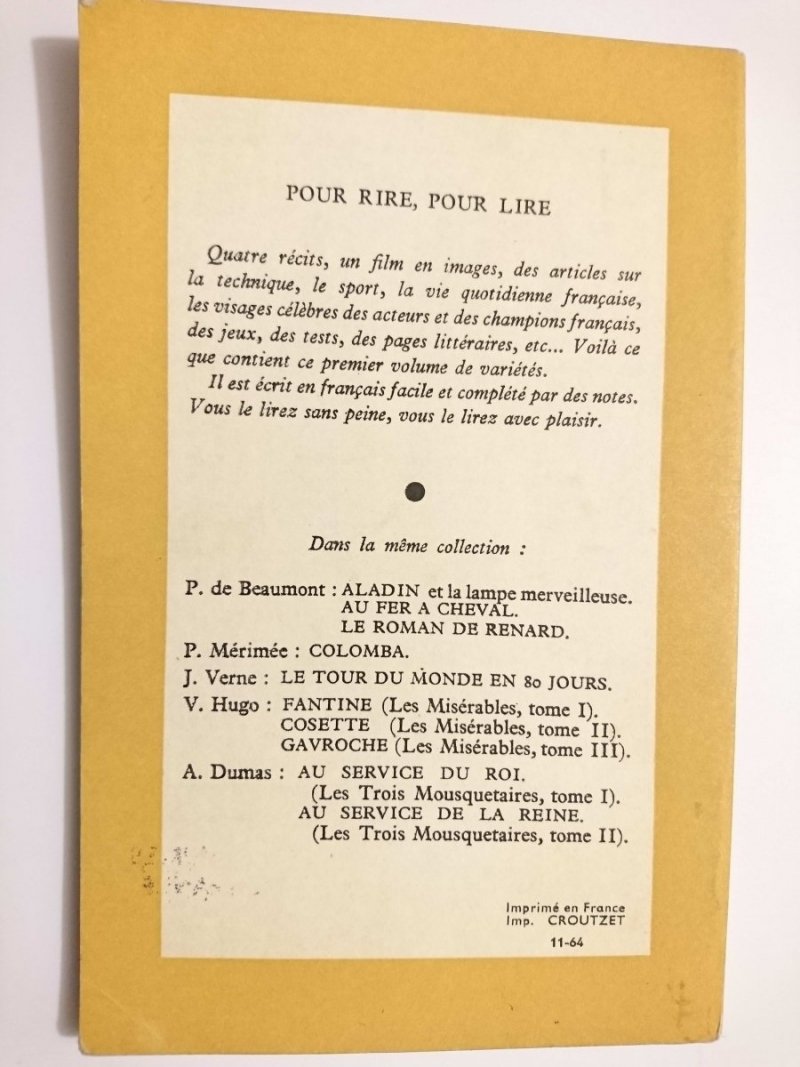 POUR RIRE, POUR LIRE
Quatre récits, un film en images, des articles sur
la technique, le sport, la vie quotidienne française,
les visages célèbres des acteurs et des champions français,
des jeux, des tests, des pages littéraires, etc... Voilà ce
que contient ce premier volume de variétés.
Il est écrit en français facile et complété par des notes.
Vous le lirez sans peine, vous le lirez avec plaisir.
Dans la même collection :
P. de Beaumont : ALADIN et la lampe merveilleuse.
AU FER A CHEVAL.
LE ROMAN DE RENARD.
P. Mérimée : COLOMBA.
J. Verne : LE TOUR DU MONDE EN 80 JOURS.
V. Hugo : FANTINE (Les Misérables, tome I).
COSETTE (Les Misérables, tome II).
GAVROCHE (Les Misérables, tome III).
A. Dumas : AU SERVICE DU ROI.
(Les Trois Mousquetaires, tome I).
AU SERVICE DE LA REINE.
(Les Trois Mousquetaires, tome II).
Imprimé en France
Imp. CROUTZET
11-64